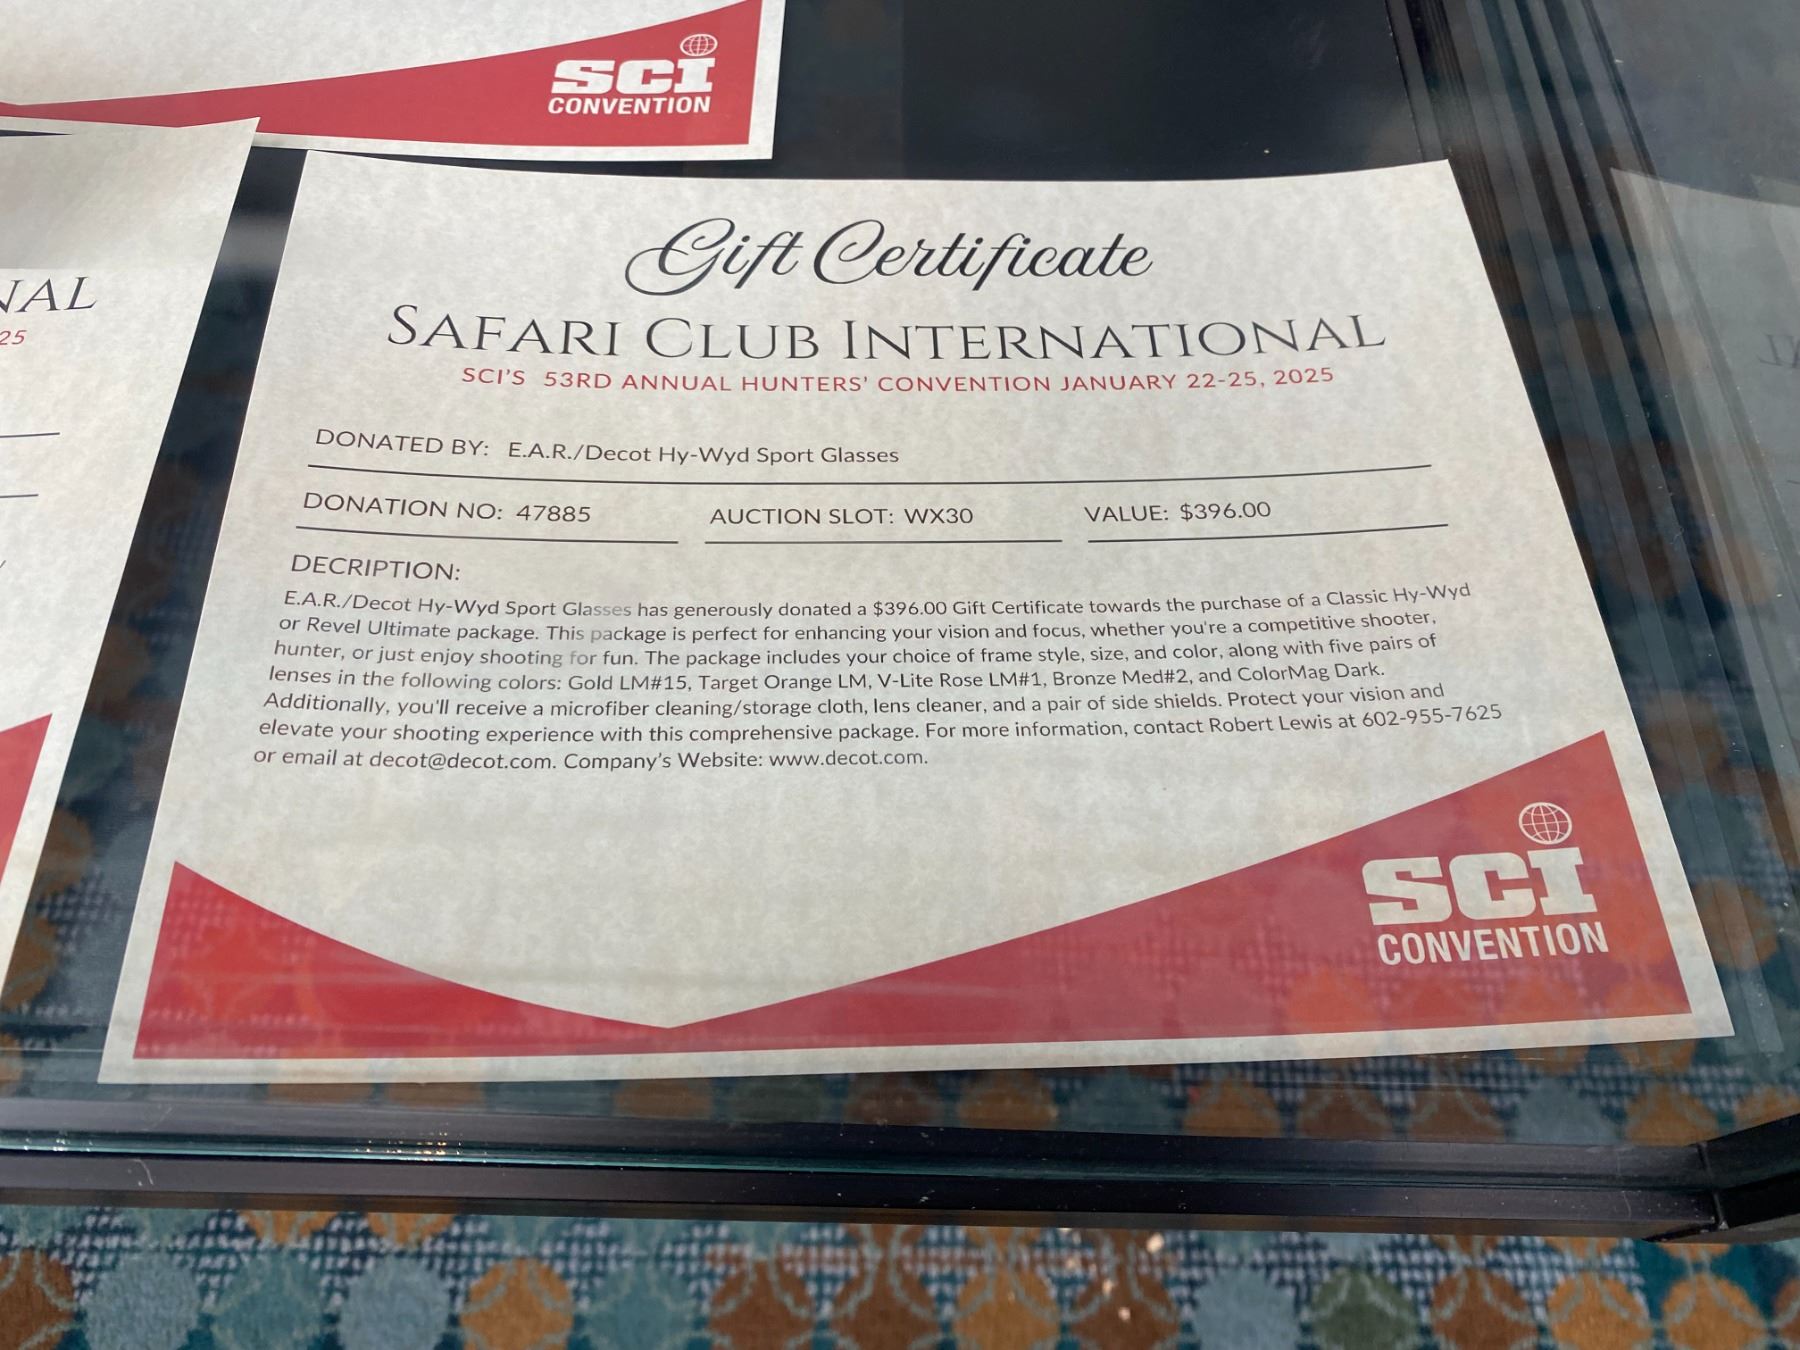 SCI
CONVENTION
NAL
25
Gift Certificate
SAFARI CLUB INTERNATIONAL
SCI'S 53RD ANNUAL HUNTERS' CONVENTION JANUARY 22-25, 2025
DONATED BY: E.A.R./Decot Hy-Wyd Sport Glasses
DONATION NO: 47885 AUCTION SLOT: WX30 VALUE: $396.00
DECRIPTION:
E.A.R./Decot Hy-Wyd Sport Glasses has generously donated a $396.00 Gift Certificate towards the purchase of a Classic Hy-Wyd
or Revel Ultimate package. This package is perfect for enhancing your vision and focus, whether you're a competitive shooter,
hunter, or just enjoy shooting for fun. The package includes your choice of frame style, size, and color, along with five pairs of
lenses in the following colors: Gold LM#15, Target Orange LM, V-Lite Rose LM#1, Bronze Med#2, and ColorMag Dark.
Additionally, you'll receive a microfiber cleaning/storage cloth, lens cleaner, and a pair of side shields. Protect your vision and
elevate your shooting experience with this comprehensive package. For more information, contact Robert Lewis at 602-955-7625
or email at decot@decot.com. Company's Website: www.decot.com.
SCI
CONVENTION